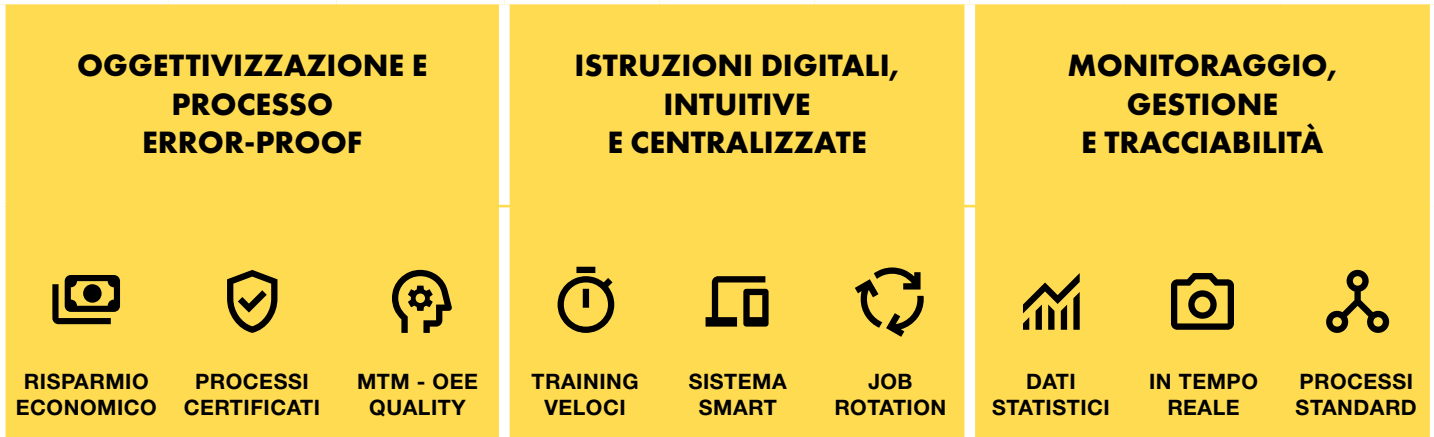 OGGETTIVIZZAZIONE E
PROCESSO
ERROR-PROOF
RISPARMIO
ECONOMICO
PROCESSI
CERTIFICATI
MTM - OEE
QUALITY
ISTRUZIONI DIGITALI,
INTUITIVE
E CENTRALIZZATE
TRAINING
VELOCI
SISTEMA
SMART
JOB
ROTATION
MONITORAGGIO,
GESTIONE
E TRACCIABILITÀ
DATI
STATISTICI
IN TEMPO
REALE
PROCESSI
STANDARD